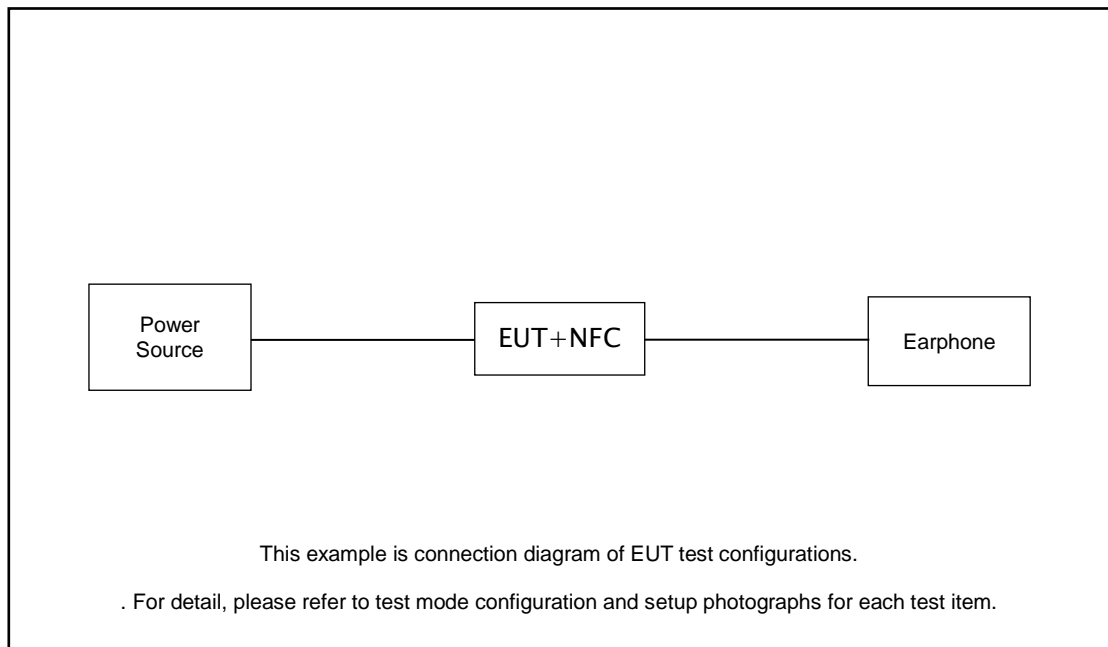 Power
Source
EUT+NFC
Earphone
This example is connection diagram of EUT test configurations.
. For detail, please refer to test mode configuration and setup photographs for each test item.